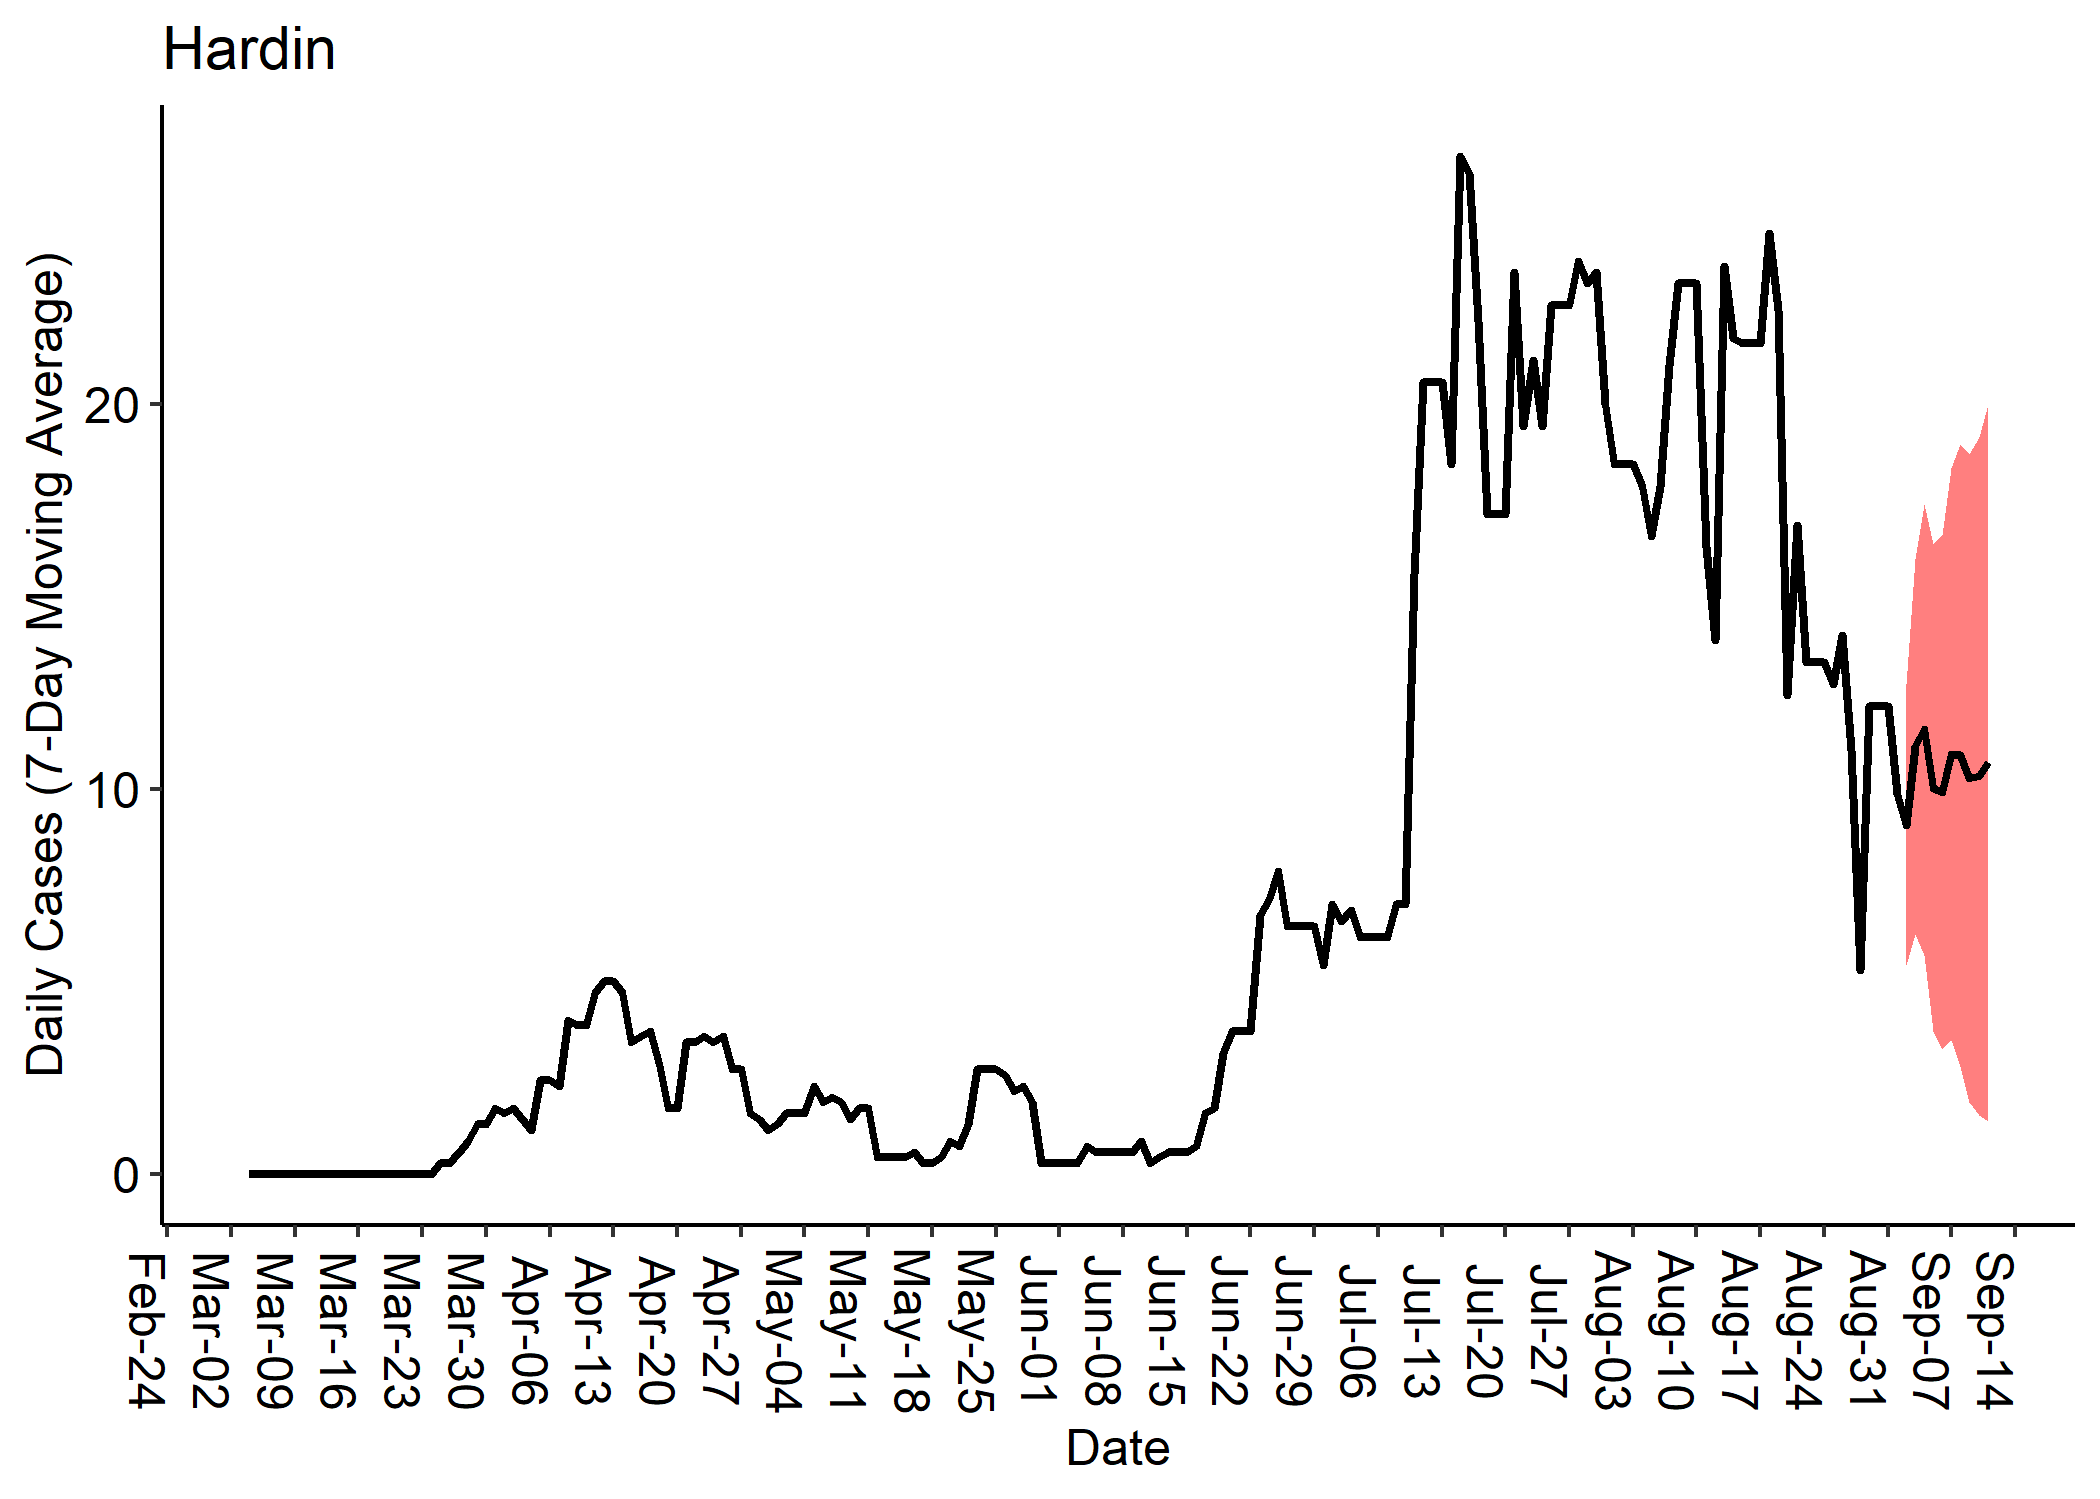 Hardin
Daily Cases (7-Day Moving Average)
20
10
0
Feb-24
Mar-02
Mar-09
Mar-16
Mar-23
Mar-30
Apr-06
Apr-13
Apr-20
Apr-27
May-04
May-11
May-18
May-25
Jun-01
Jun-08
Jun-15
Jun-22
Jun-29
Jul-06
Jul-13
Jul-20
Jul-27
Aug-03
Aug-10
Aug-17
Aug-24
Aug-31
Sep-07
Sep-14
Date